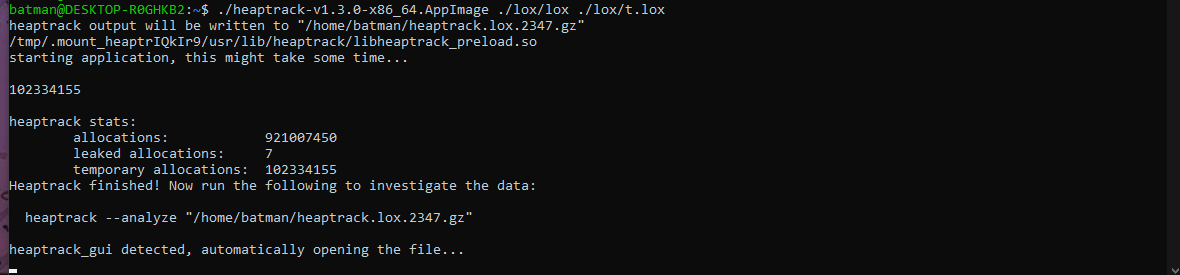 batman@DESKTOP-R0GHKB2:~$ ./heaptrack-v1.3.0-x86_64.AppImage ./lox/lox ./lox/t.lox
heaptrack output will be written to "/home/batman/heaptrack.lox.2347.gz"
/tmp/.mount_heaptrIQkIr9/usr/lib/heaptrack/libheaptrack_preload.so
starting application, this might take some time...
102334155
heaptrack stats:
allocations: 921007450
leaked allocations: 7
temporary allocations: 102334155
Heaptrack finished! Now run the following to investigate the data:
heaptrack --analyze "/home/batman/heaptrack.lox.2347.gz"
heaptrack_gui detected, automatically opening the file...